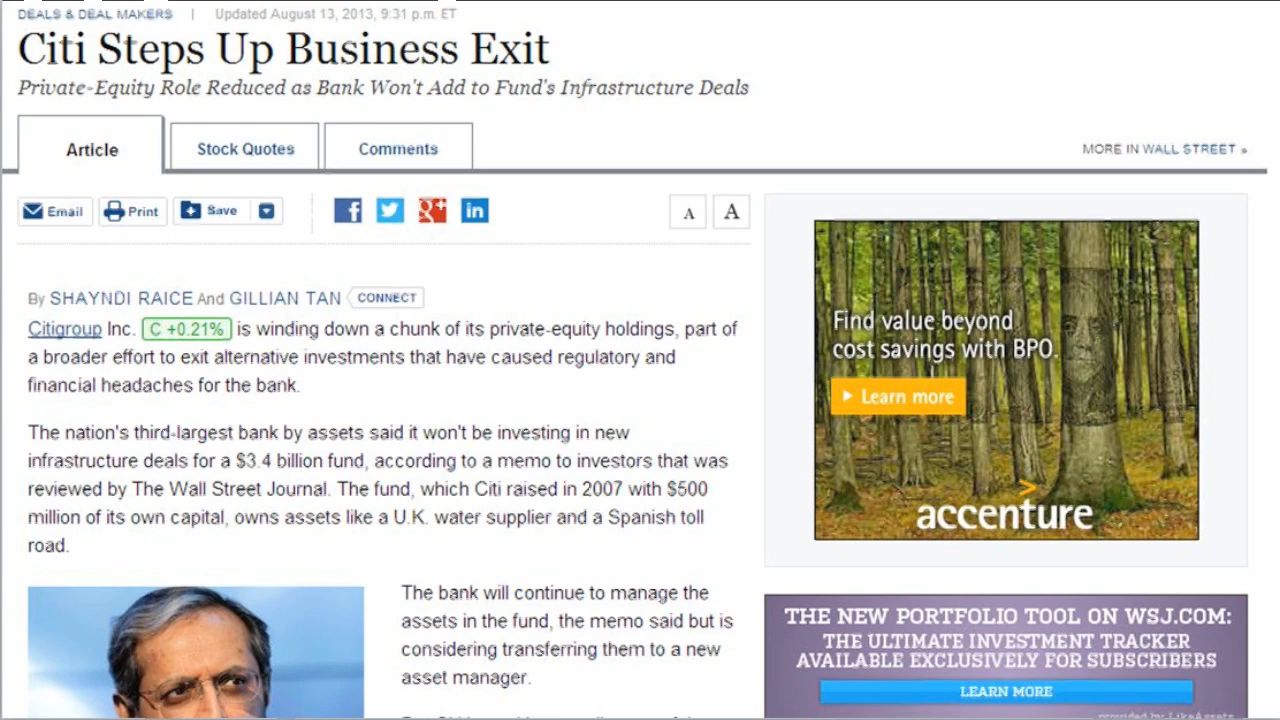 DEALS & DEAL MAKERS | Updated August 13, 2013, 9:31 p.m. ET
Citi Steps Up Business Exit
Private-Equity Role Reduced as Bank Won't Add to Fund's Infrastructure Deals
Article
Stock Quotes
Comments
MORE IN WALL STREET »
Email
Print
Save
f
g+
in
A
A
By SHAYNDI RAICE And GILLIAN TAN CONNECT
Citigroup Inc. C +0.21% is winding down a chunk of its private-equity holdings, part of
a broader effort to exit alternative investments that have caused regulatory and
financial headaches for the bank.
The nation's third-largest bank by assets said it won't be investing in new
infrastructure deals for a $3.4 billion fund, according to a memo to investors that was
reviewed by The Wall Street Journal. The fund, which Citi raised in 2007 with $500
million of its own capital, owns assets like a U.K. water supplier and a Spanish toll
road.
The bank will continue to manage the
assets in the fund, the memo said but is
considering transferring them to a new
asset manager.
Find value beyond
cost savings with BPO.
Learn more
accenture
THE NEW PORTFOLIO TOOL ON WSJ.COM:
THE ULTIMATE INVESTMENT TRACKER
AVAILABLE EXCLUSIVELY FOR SUBSCRIBERS
LEARN MORE
provided by LikeAssets